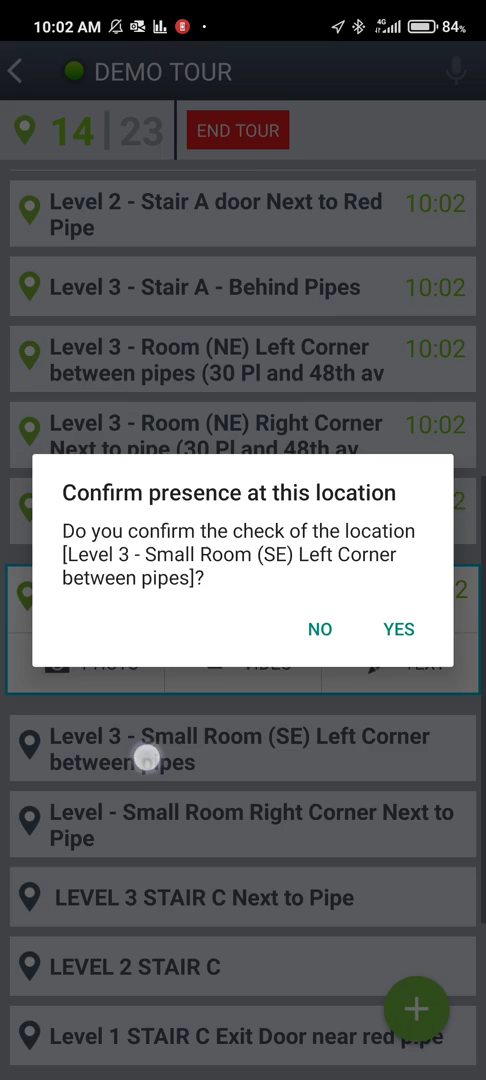 10:02 AM
4G
84%
DEMO TOUR
14 | 23
END TOUR
Level 2 - Stair A door Next to Red
Pipe
10:02
Level 3 - Stair A - Behind Pipes
10:02
Level 3 - Room (NE) Left Corner
between pipes (30 Pl and 48th av
10:02
Level 3 - Room (NE) Right Corner
Next to pipe (30 Pl and 48th av
10:02
Confirm presence at this location
Do you confirm the check of the location
[Level 3 - Small Room (SE) Left Corner
between pipes]?
NO
YES
Level 3 - Small Room (SE) Left Corner
between pipes
Level - Small Room Right Corner Next to
Pipe
LEVEL 3 STAIR C Next to Pipe
LEVEL 2 STAIR C
Level 1 STAIR C Exit Door near red pipe